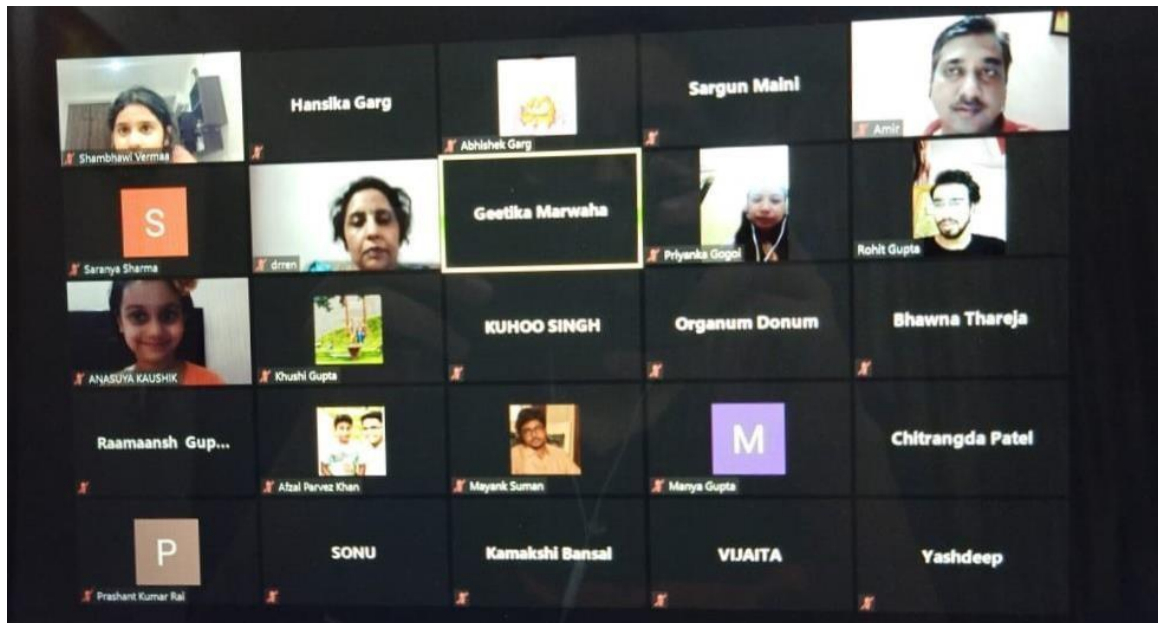 Shambhawi Vermaa
Hansika Garg
Abhishek Garg
Sargun Maini
Amir
S
Saranya Sharma
drren
Geetika Marwaha
Priyanka Gogoi
Rohit Gupta
ANASUYA KAUSHIK
Khushi Gupta
KUHOO SINGH
Organum Donum
Bhawna Thareja
Raamaansh Gup...
Afzal Parvez Khan
Mayank Suman
M
Manya Gupta
Chitrangda Patel
P
Prashant Kumar Rai
SONU
Kamakshi Bansal
VIJAITA
Yashdeep